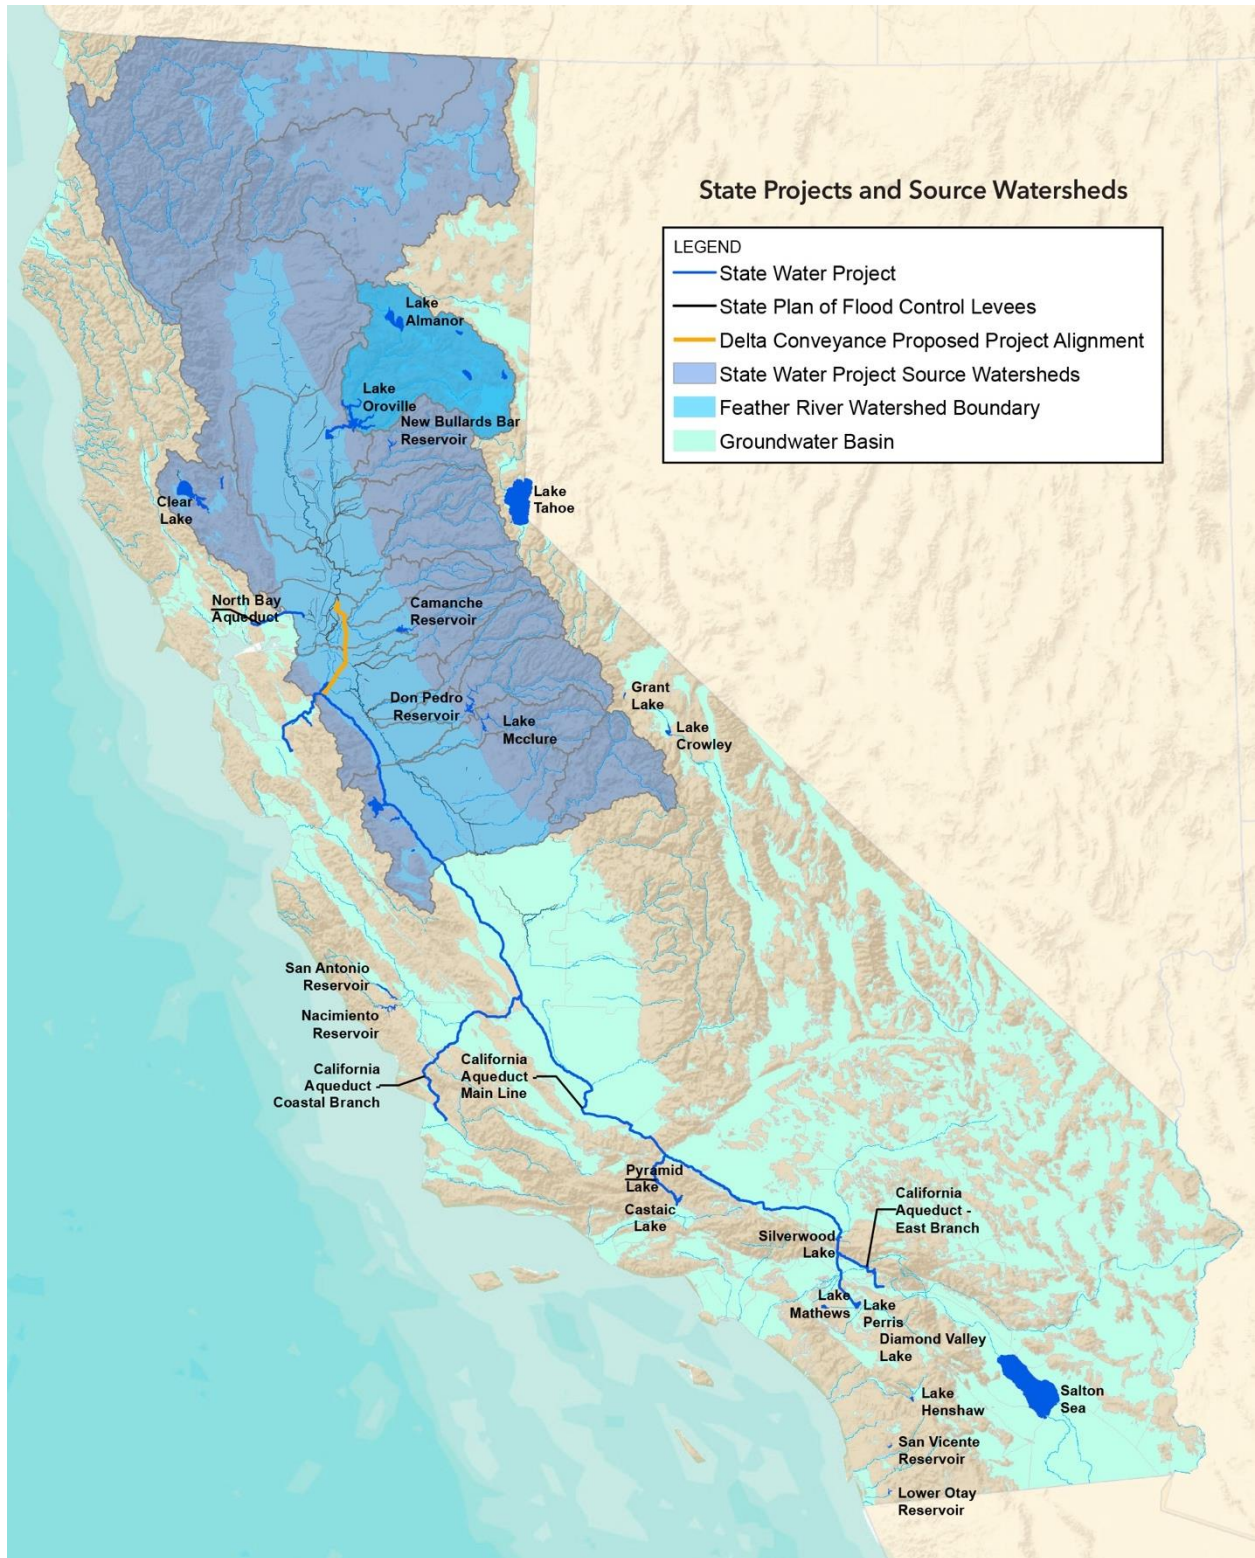 State Projects and Source Watersheds
LEGEND
State Water Project
State Plan of Flood Control Levees
Delta Conveyance Proposed Project Alignment
State Water Project Source Watersheds
Feather River Watershed Boundary
Groundwater Basin
Lake
Almanor
Lake
Oroville
New Bullards Bar
Reservoir
Clear
Lake
Lake
Tahoe
North Bay
Aqueduct
Camanche
Reservoir
Don Pedro
Reservoir
Lake
Mcclure
Grant
Lake
Lake
Crowley
San Antonio
Reservoir
Nacimiento
Reservoir
California
Aqueduct -
Coastal Branch
California
Aqueduct -
Main Line
Pyramid
Lake
Castaic
Lake
California
Aqueduct -
East Branch
Silverwood
Lake
Lake
Mathews
Lake
Perris
Diamond Valley
Lake
Lake
Henshaw
Salton
Sea
San Vicente
Reservoir
Lower Otay
Reservoir